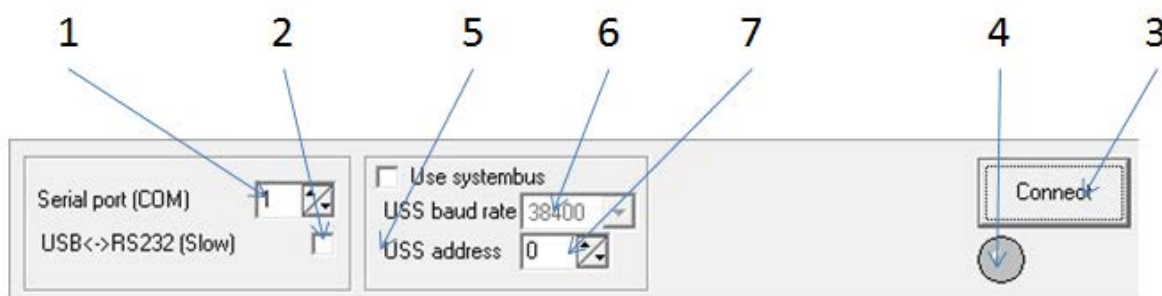 1 2 5 6 7 4 3
Use systembus
Serial port (COM) 1
USS baud rate 38400
Connect
USB<->RS232 (Slow)
USS address 0